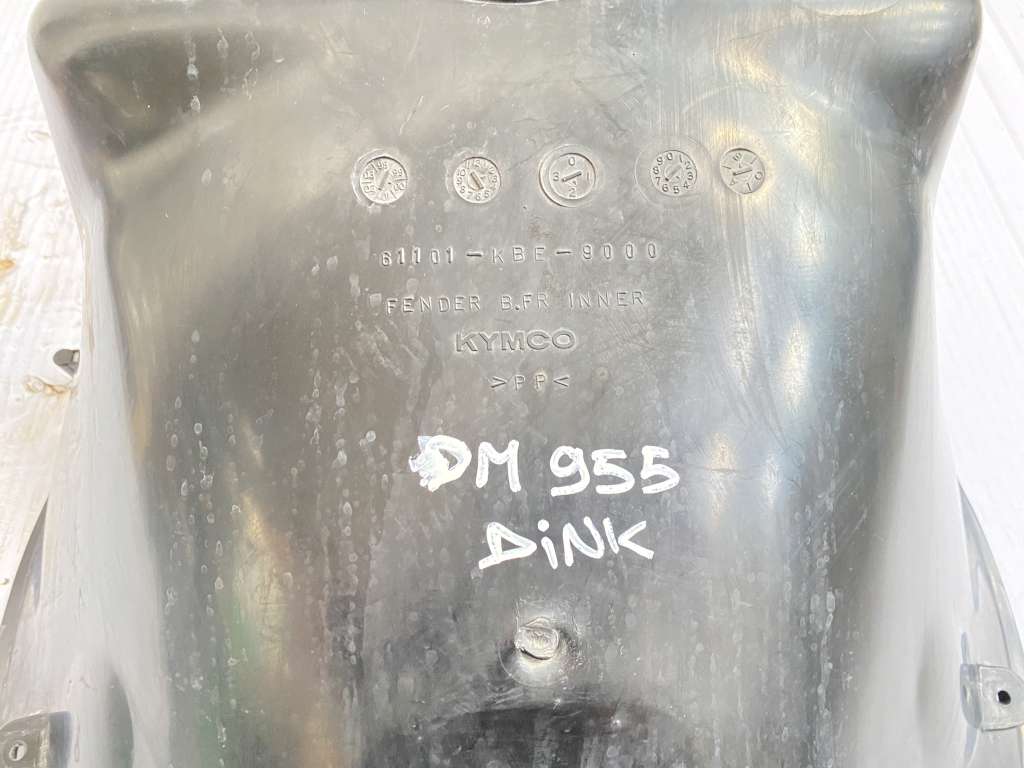 61101-KBE-9000
FENDER B.FR INNER
KYMCO
>PP<
DM 955
DiNK